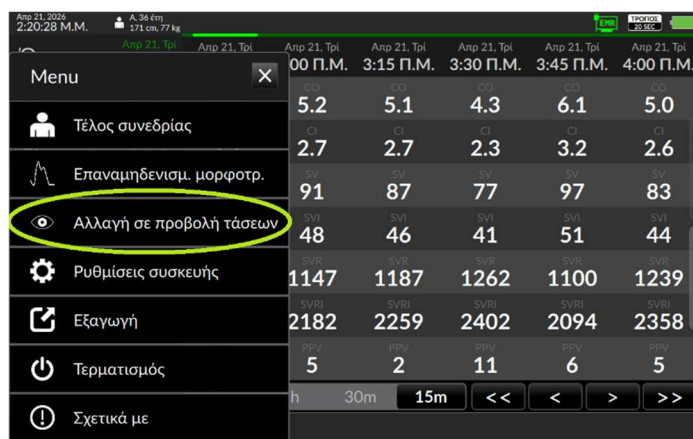 Απρ 21, 2026
2:20:28 Μ.Μ.
Α, 36 έτη
171 cm, 77 kg
EMR
ΤΡΟΠΟΣ
20 SEC
Απρ 21, Τρί Απρ 21, Τρί Απρ 21, Τρί Απρ 21, Τρί Απρ 21, Τρί Απρ 21, Τρί Απρ 21, Τρί
00 Π.Μ. 3:15 Π.Μ. 3:30 Π.Μ. 3:45 Π.Μ. 4:00 Π.Μ.
Menu X
Τέλος συνεδρίας
Επαναμηδενισμ. μορφοτρ.
Αλλαγή σε προβολή τάσεων
Ρυθμίσεις συσκευής
Εξαγωγή
Τερματισμός
Σχετικά με
CO CO CO CO CO
5.2 5.1 4.3 6.1 5.0
CI CI CI CI CI
2.7 2.7 2.3 3.2 2.6
SV SV SV SV SV
91 87 77 97 83
SVI SVI SVI SVI SVI
48 46 41 51 44
SVR SVR SVR SVR SVR
1147 1187 1262 1100 1239
SVRI SVRI SVRI SVRI SVRI
2182 2259 2402 2094 2358
PPV PPV PPV PPV PPV
5 2 11 6 5
h 30m 15m << < > >>